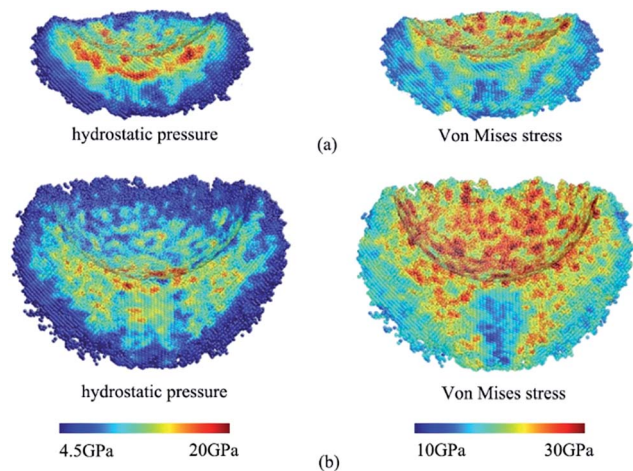 hydrostatic pressure
Von Mises stress
(a)
hydrostatic pressure
Von Mises stress
4.5GPa
20GPa
10GPa
30GPa
(b)